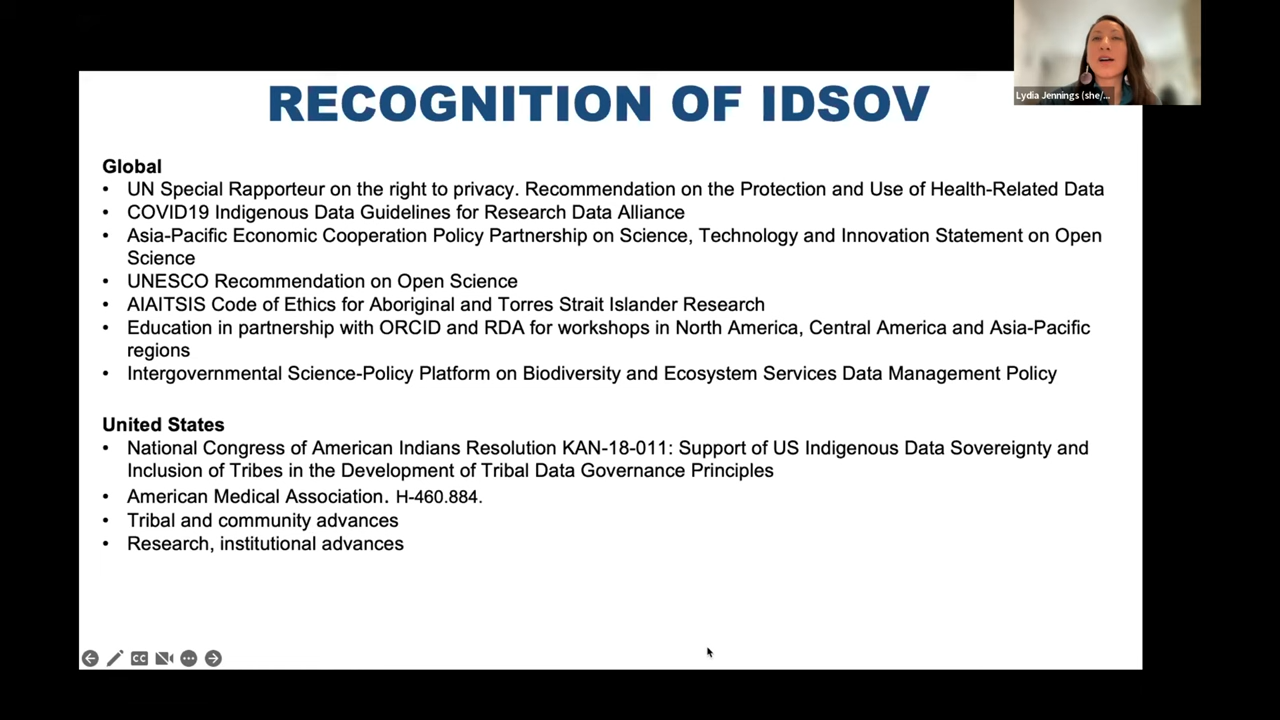 Lydia Jennings (she/...
RECOGNITION OF IDSOV
Global
• UN Special Rapporteur on the right to privacy. Recommendation on the Protection and Use of Health-Related Data
• COVID19 Indigenous Data Guidelines for Research Data Alliance
• Asia-Pacific Economic Cooperation Policy Partnership on Science, Technology and Innovation Statement on Open
Science
• UNESCO Recommendation on Open Science
• AIAITSIS Code of Ethics for Aboriginal and Torres Strait Islander Research
• Education in partnership with ORCID and RDA for workshops in North America, Central America and Asia-Pacific
regions
• Intergovernmental Science-Policy Platform on Biodiversity and Ecosystem Services Data Management Policy
United States
• National Congress of American Indians Resolution KAN-18-011: Support of US Indigenous Data Sovereignty and
Inclusion of Tribes in the Development of Tribal Data Governance Principles
• American Medical Association. H-460.884.
• Tribal and community advances
• Research, institutional advances
CC